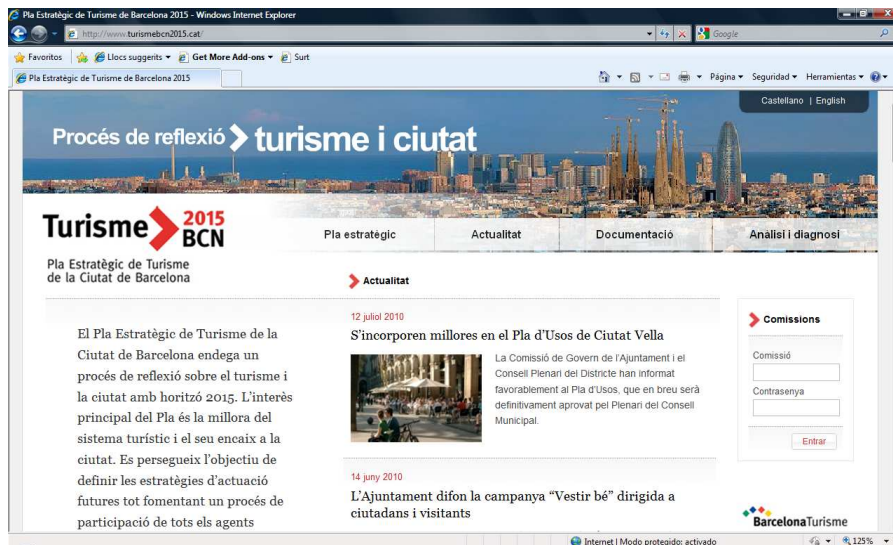 Pla Estratègic de Turisme de Barcelona 2015 - Windows Internet Explorer
http://www.turismebcn2015.cat/
Google
Favoritos Llocs suggerits Get More Add-ons Surt
Pla Estratègic de Turisme de Barcelona 2015
Página Seguridad Herramientas
Castellano | English
Procés de reflexió turisme i ciutat
Turisme 2015 BCN
Pla Estratègic de Turisme
de la Ciutat de Barcelona
Pla estratègic Actualitat Documentació Anàlisi i diagnosi
El Pla Estratègic de Turisme de la
Ciutat de Barcelona endega un
procés de reflexió sobre el turisme i
la ciutat amb horitzó 2015. L'interès
principal del Pla és la millora del
sistema turístic i el seu encaix a la
ciutat. Es persegueix l'objectiu de
definir les estratègies d'actuació
futures tot fomentant un procés de
participació de tots els agents
Actualitat
12 juliol 2010
S'incorporen millores en el Pla d'Usos de Ciutat Vella
La Comissió de Govern de l'Ajuntament i el
Consell Plenari del Districte han informat
favorablement al Pla d'Usos, que en breu serà
definitivament aprovat pel Plenari del Consell
Municipal.
14 juny 2010
L'Ajuntament difon la campanya "Vestir bé" dirigida a
ciutadans i visitants
Comissions
Comissió
Contrasenya
Entrar
BarcelonaTurisme
Internet | Modo protegido: activado
125%